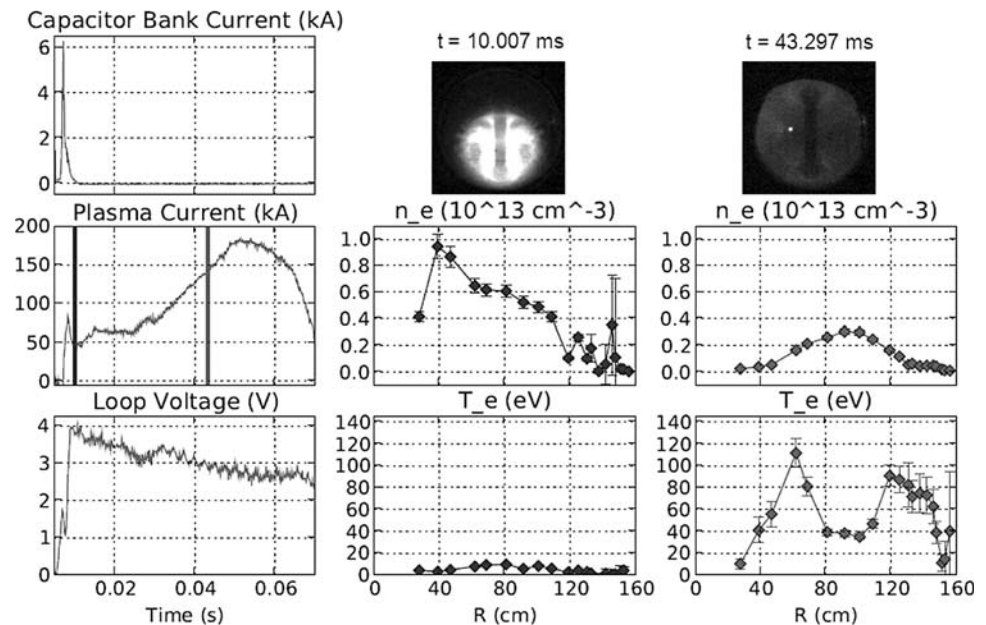 Capacitor Bank Current (kA)
6
4
2
0
t = 10.007 ms
t = 43.297 ms
Plasma Current (kA)
200
150
100
50
0
n_e (10^13 cm^-3)
1.0
0.8
0.6
0.4
0.2
0.0
n_e (10^13 cm^-3)
1.0
0.8
0.6
0.4
0.2
0.0
Loop Voltage (V)
4
3
2
1
0
0.02 0.04 0.06
Time (s)
T_e (eV)
140
120
100
80
60
40
20
0
0 40 80 120 160
R (cm)
T_e (eV)
140
120
100
80
60
40
20
0
0 40 80 120 160
R (cm)